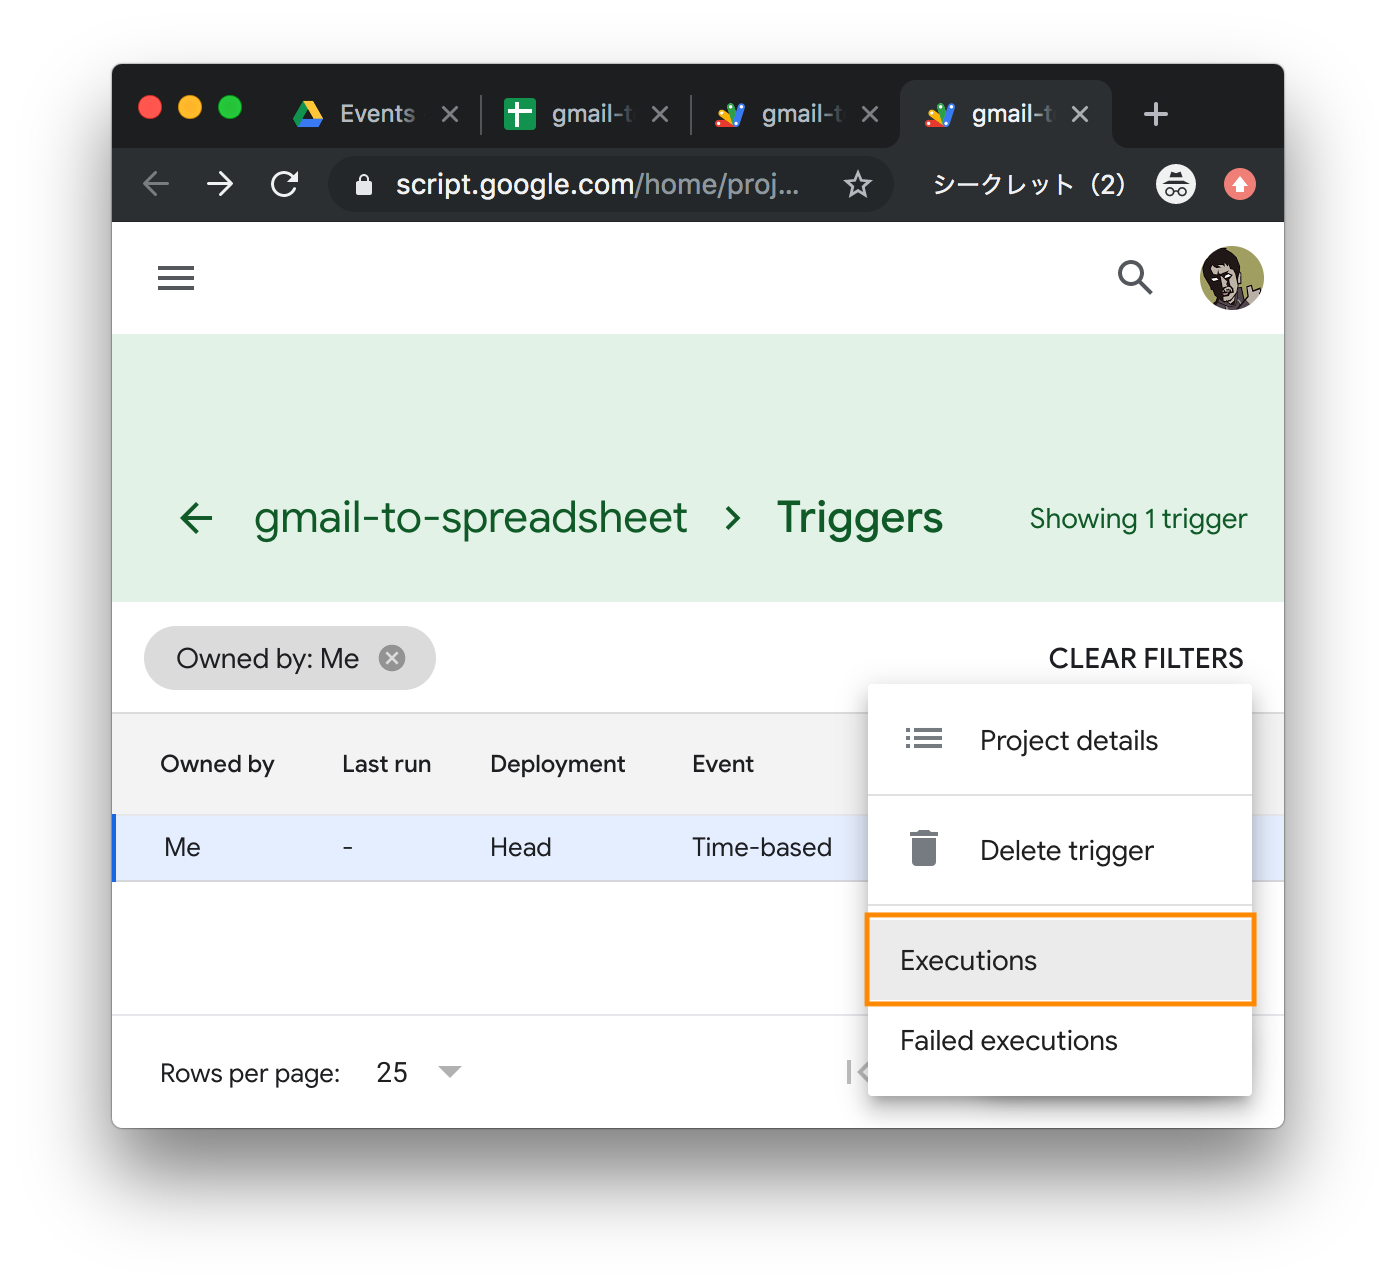 Events gmail-t gmail-t gmail-t
script.google.com/home/proj... シークレット（2）
gmail-to-spreadsheet > Triggers Showing 1 trigger
Owned by: Me CLEAR FILTERS
Project details
Owned by Last run Deployment Event
Me - Head Time-based
Delete trigger
Executions
Failed executions
Rows per page: 25